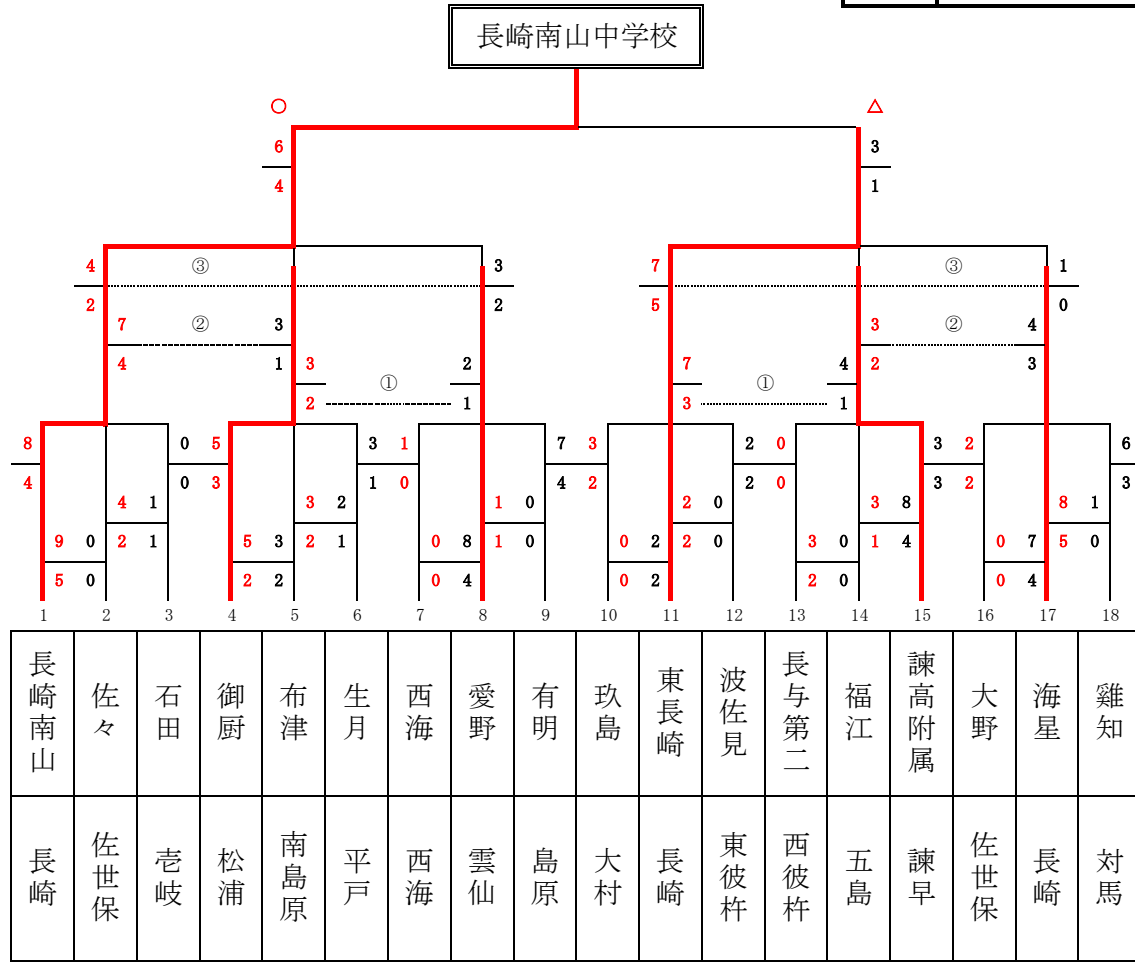 長崎南山中学校
○ △
6 3
4 1
4 ③ 3 7 ③ 1
2 2 5 0
7 ② 3 3 ② 4
4 1 2 3
3 ① 2 7 ① 4
2 1 3 1
8 0 5 3 1 7 3 2 0 3 2 6
4 0 3 1 0 4 2 2 0 3 2 3
4 1 3 2 1 0 2 0 3 8 8 1
9 0 2 1 5 3 2 1 0 8 1 0 0 2 2 0 3 0 1 4 0 7 5 0
5 0 2 2 0 4 0 2 2 0 0 4
1 2 3 4 5 6 7 8 9 10 11 12 13 14 15 16 17 18
長崎南山 佐々 石田 御厨 布津 生月 西海 愛野 有明 玖島 東長崎 波佐見 長与第二 福江 諫高附属 大野 海星 雞知
長崎 佐世保 壱岐 松浦 南島原 平戸 西海 雲仙 島原 大村 長崎 東彼杵 西彼杵 五島 諫早 佐世保 長崎 対馬